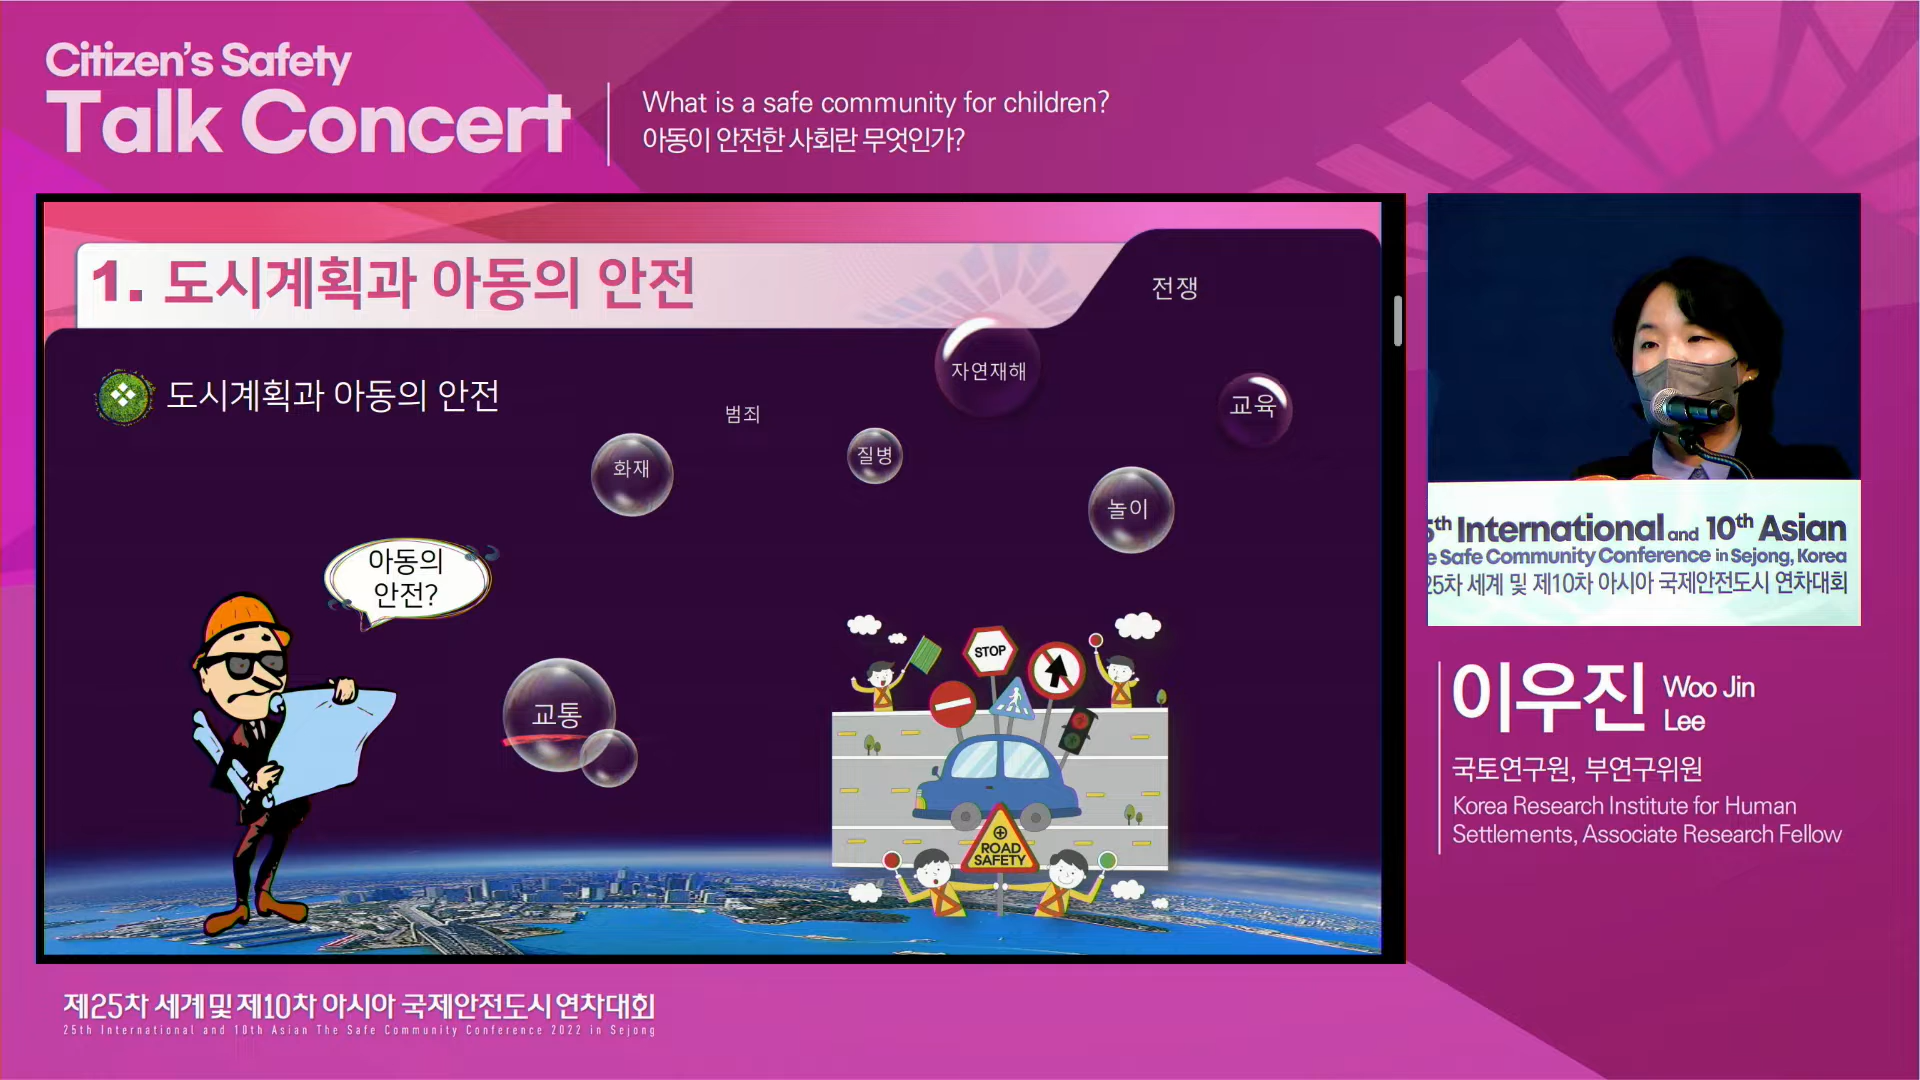 Citizen's Safety
Talk Concert
What is a safe community for children?
아동이 안전한 사회란 무엇인가?
1. 도시계획과 아동의 안전
도시계획과 아동의 안전
전쟁
자연재해
교육
범죄
질병
화재
놀이
아동의
안전?
교통
STOP
ROAD
SAFETY
5th International and 10th Asian
e Safe Community Conference in Sejong, Korea
25차 세계 및 제10차 아시아 국제안전도시 연차대회
이우진 Woo Jin
Lee
국토연구원, 부연구위원
Korea Research Institute for Human
Settlements, Associate Research Fellow
제25차 세계 및 제10차 아시아 국제안전도시 연차대회
25th International and 10th Asian The Safe Community Conference 2022 in Sejong